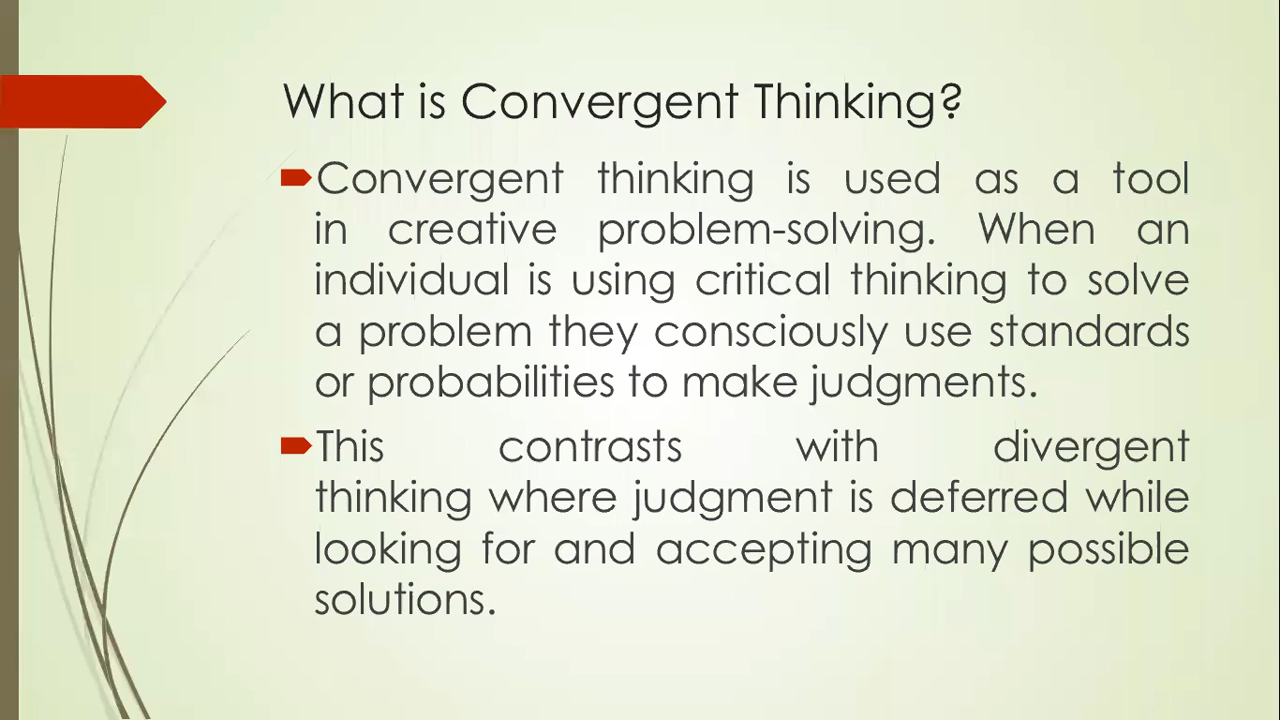 What is Convergent Thinking?
Convergent thinking is used as a tool
in creative problem-solving. When an
individual is using critical thinking to solve
a problem they consciously use standards
or probabilities to make judgments.
This contrasts with divergent
thinking where judgment is deferred while
looking for and accepting many possible
solutions.